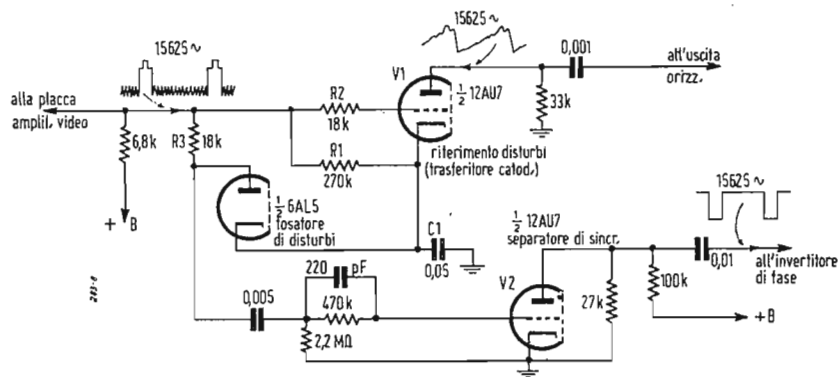 15625 ∿
alla placca
amplif. video
6,8k
+ B
R3
18k
R2
18k
R1
270k
V1
15625 ∿
½ 12AU7
riferimento disturbi
(trasferitore catod.)
33k
0,001
all'uscita
orizz.
½ 6AL5
tosatore
di disturbi
C1
0,05
0,005
220 pF
470k
2,2 MΩ
½ 12AU7
separatore di sincr.
V2
27k
100k
15625 ∿
0,01
all'invertitore
di fase
+ B